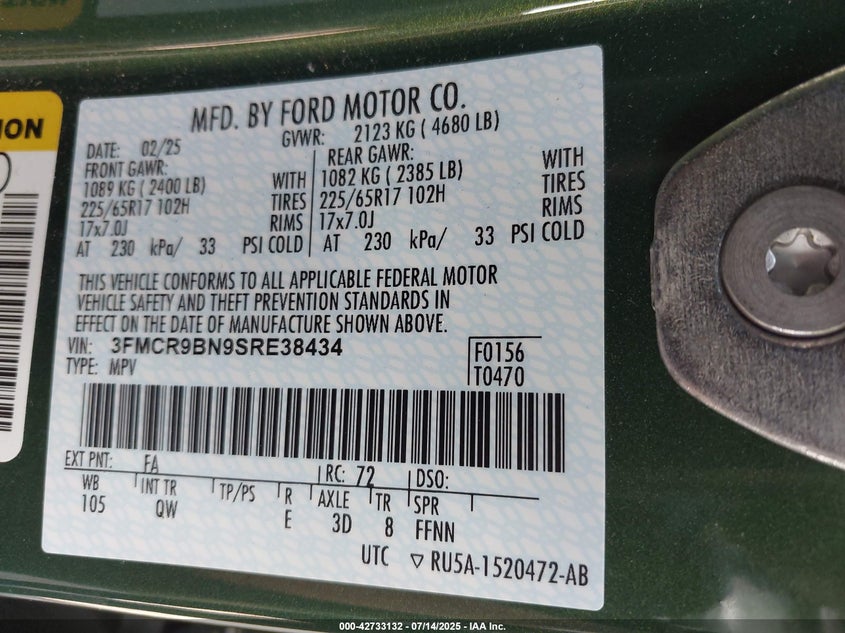 ION
MFD. BY FORD MOTOR CO.
DATE: 02/25 GVWR: 2123 KG ( 4680 LB)
FRONT GAWR: REAR GAWR:
1089 KG ( 2400 LB) WITH 1082 KG ( 2385 LB) WITH
225/65R17 102H TIRES 225/65R17 102H TIRES
17x7.0J RIMS 17x7.0J RIMS
AT 230 kPa/ 33 PSI COLD AT 230 kPa/ 33 PSI COLD
THIS VEHICLE CONFORMS TO ALL APPLICABLE FEDERAL MOTOR
VEHICLE SAFETY AND THEFT PREVENTION STANDARDS IN
EFFECT ON THE DATE OF MANUFACTURE SHOWN ABOVE.
VIN: 3FMCR9BN9SRE38434 F0156
TYPE: MPV T0470
EXT PNT: FA RC: 72 DSO:
WB INT TR TP/PS R AXLE TR SPR
105 QW E 3D 8 FFNN
UTC ▽ RU5A-1520472-AB
000-42733132 - 07/14/2025 - IAA Inc.